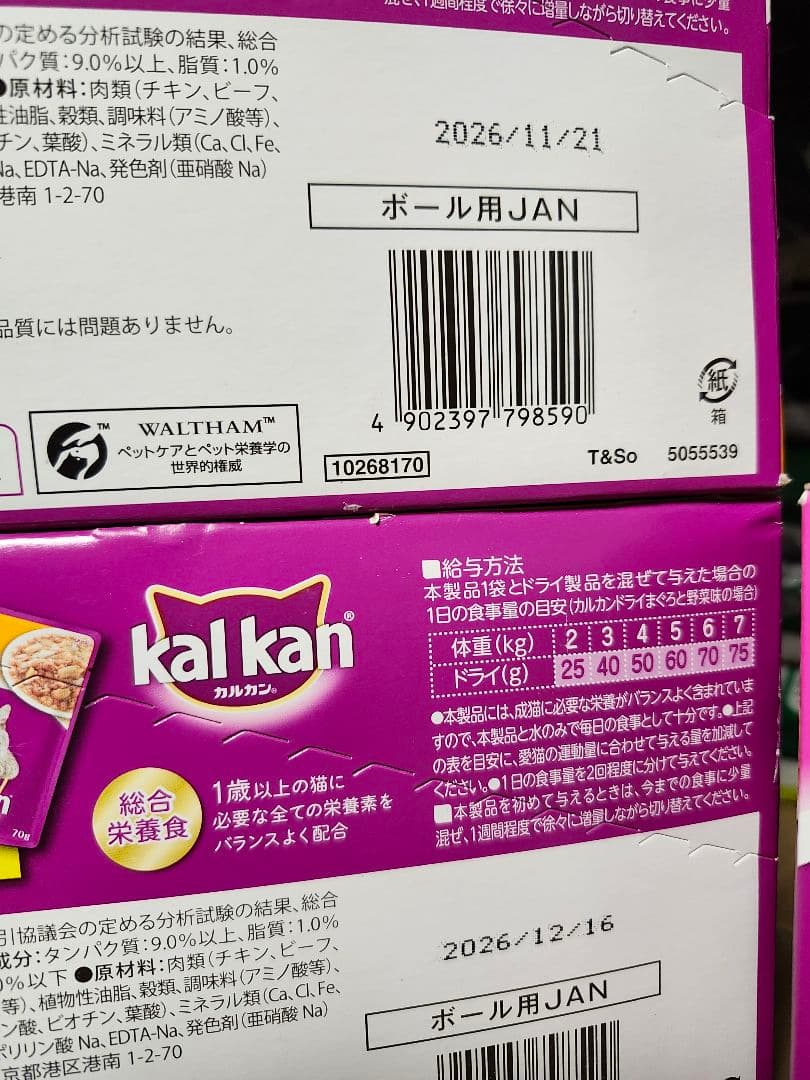 混ぜ、1週間程度で徐々に増量しながら切り替えてください。
の定める分析試験の結果、総合
パク質:9.0%以上、脂質:1.0%
●原材料:肉類(チキン、ビーフ、
性油脂、穀類、調味料(アミノ酸等)、
チン、葉酸)、ミネラル類(Ca、Cl、Fe、
Na、EDTA-Na、発色剤(亜硝酸 Na)
港南 1-2-70
2026/11/21
ボール用JAN
品質には問題ありません。
4 902397 798590
紙
箱
WALTHAM™
ペットケアとペット栄養学の
世界的権威
10268170
T&So 5055539
kal kan®
カルカン®
■給与方法
本製品1袋とドライ製品を混ぜて与えた場合の
1日の食事量の目安(カルカンドライまぐろと野菜味の場合)
体重(kg) 2 3 4 5 6 7
ドライ(g) 25 40 50 60 70 75
●本製品には、成猫に必要な栄養がバランスよく含まれていま
すので、本製品と水のみで毎日の食事として十分です。●上記
の表を目安に、愛猫の運動量に合わせて与える量を加減して
ください。●1日の食事量を2回程度に分けて与えてください。
■本製品を初めて与えるときは、今までの食事に少量
混ぜ、1週間程度で徐々に増量しながら切り替えてください。
70g
総合
栄養食
1歳以上の猫に
必要な全ての栄養素を
バランスよく配合
引協議会の定める分析試験の結果、総合
成分:タンパク質:9.0%以上、脂質:1.0%
0%以下 ●原材料:肉類(チキン、ビーフ、
等)、植物性油脂、穀類、調味料(アミノ酸等)、
ン酸、ビオチン、葉酸)、ミネラル類(Ca、Cl、Fe、
ポリリン酸 Na、EDTA-Na、発色剤(亜硝酸 Na)
京都港区港南 1-2-70
2026/12/16
ボール用JAN